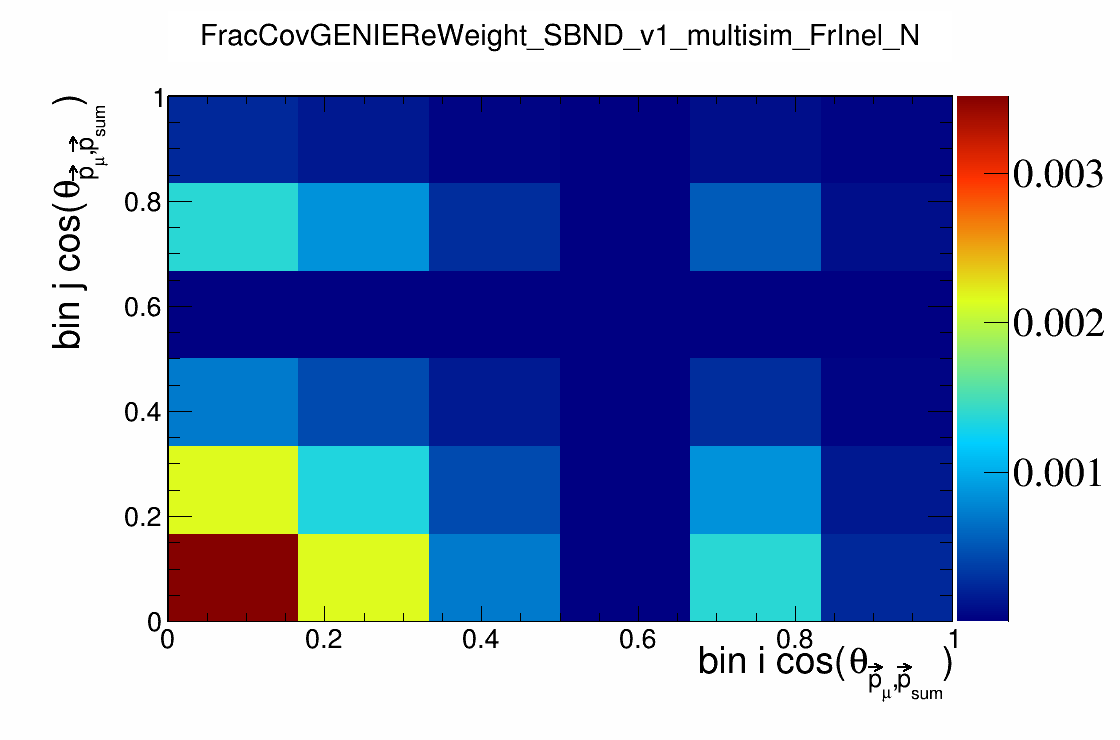 FracCovGENIEReWeight_SBND_v1_multisim_FrInel_N
bin j cos(θp⃗μ,p⃗sum)
1
0.8
0.6
0.4
0.2
0
0 0.2 0.4 0.6 0.8 1
bin i cos(θp⃗μ,p⃗sum)
0.003
0.002
0.001